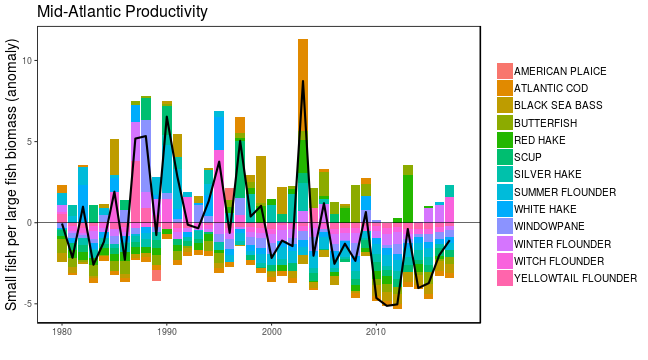 Mid-Atlantic Productivity
Small fish per large fish biomass (anomaly)
10
5
0
-5
1980
1990
2000
2010
AMERICAN PLAICE
ATLANTIC COD
BLACK SEA BASS
BUTTERFISH
RED HAKE
SCUP
SILVER HAKE
SUMMER FLOUNDER
WHITE HAKE
WINDOWPANE
WINTER FLOUNDER
WITCH FLOUNDER
YELLOWTAIL FLOUNDER